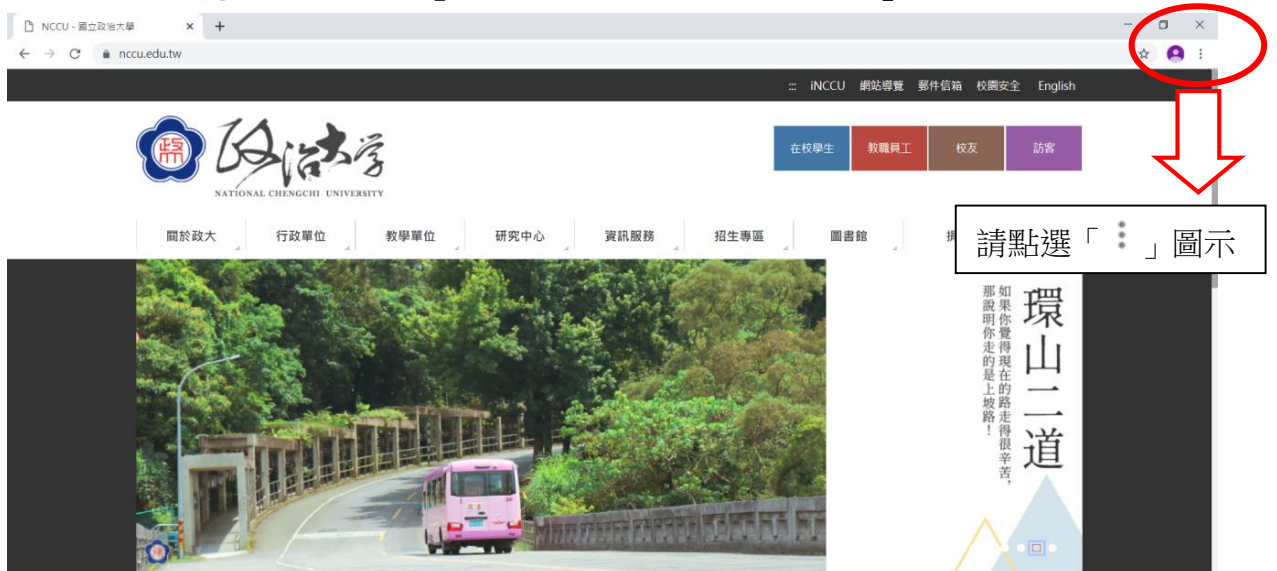 NCCU - 國立政治大學
nccu.edu.tw
::: iNCCU 網站導覽 郵件信箱 校園安全 English
政治大学
NATIONAL CHENGCHI UNIVERSITY
在校學生 教職員工 校友 訪客
關於政大 行政單位 教學單位 研究中心 資訊服務 招生專區 圖書館
請點選「⋮」圖示
環山二道
如果你覺得現在的路走得很辛苦,
那說明你走的是上坡路!